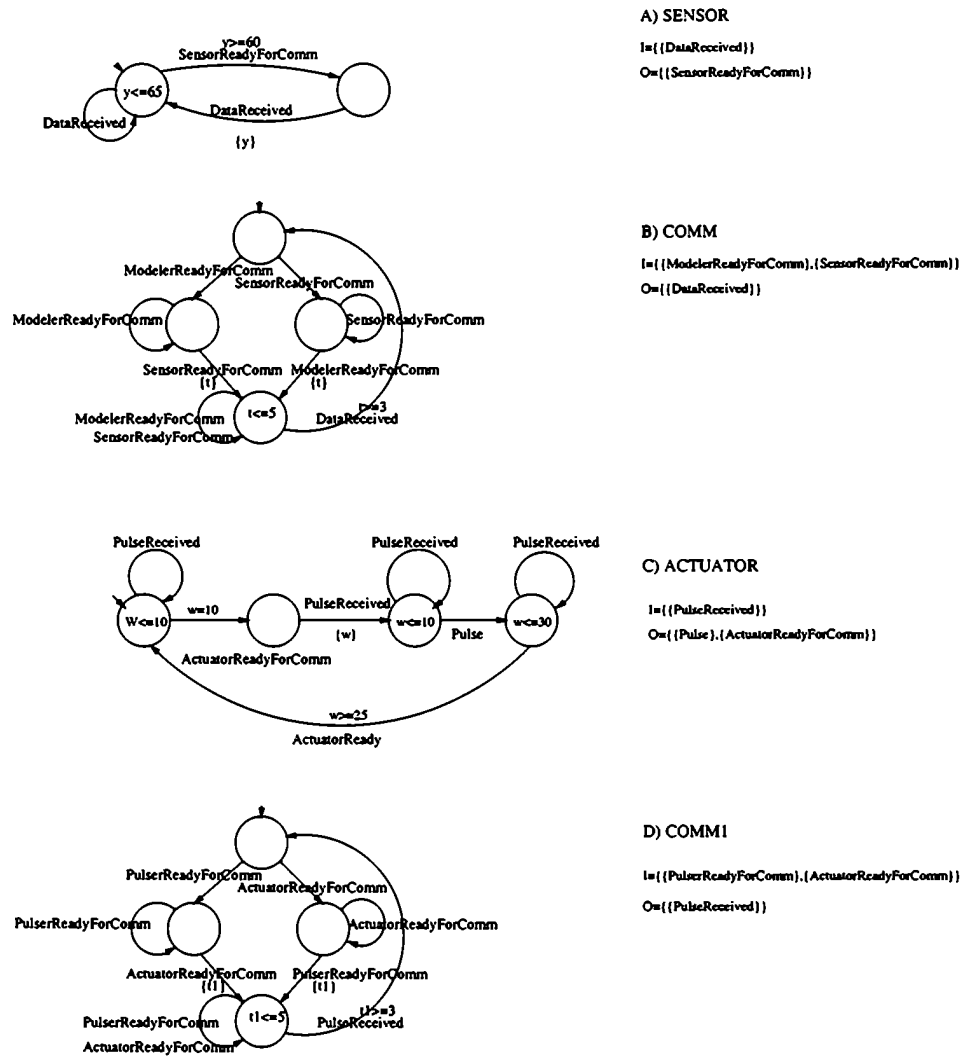 A) SENSOR
I={{DataReceived}}
O={{SensorReadyForComm}}
y>=60
SensorReadyForComm
y<=65
DataReceived
DataReceived
{y}
B) COMM
I={{ModelerReadyForComm},{SensorReadyForComm}}
O={{DataReceived}}
ModelerReadyForComm
SensorReadyForComm
ModelerReadyForComm
SensorReadyForComm
SensorReadyForComm
{t}
ModelerReadyForComm
{t}
t<=5
t>=3
ModelerReadyForComm
DataReceived
SensorReadyForComm
C) ACTUATOR
I={{PulseReceived}}
O={{Pulse},{ActuatorReadyForComm}}
PulseReceived
PulseReceived
PulseReceived
W<=10
w=10
PulseReceived
w<=10
w<=30
{w}
Pulse
ActuatorReadyForComm
w>=25
ActuatorReady
D) COMM1
I={{PulserReadyForComm},{ActuatorReadyForComm}}
O={{PulseReceived}}
PulserReadyForComm
ActuatorReadyForComm
PulserReadyForComm
ActuatorReadyForComm
ActuatorReadyForComm
{t1}
PulserReadyForComm
{t1}
t1<=5
t1>=3
PulserReadyForComm
PulseReceived
ActuatorReadyForComm